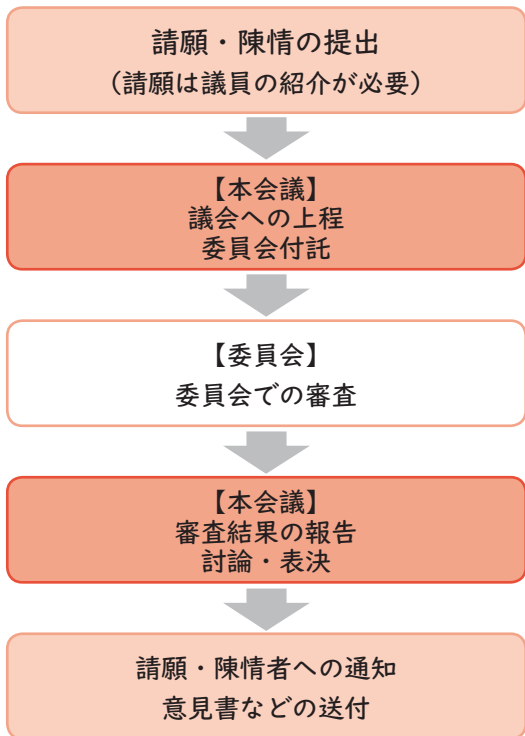 請願・陳情の提出
(請願は議員の紹介が必要)
【本会議】
議会への上程
委員会付託
【委員会】
委員会での審査
【本会議】
審査結果の報告
討論・表決
請願・陳情者への通知
意見書などの送付